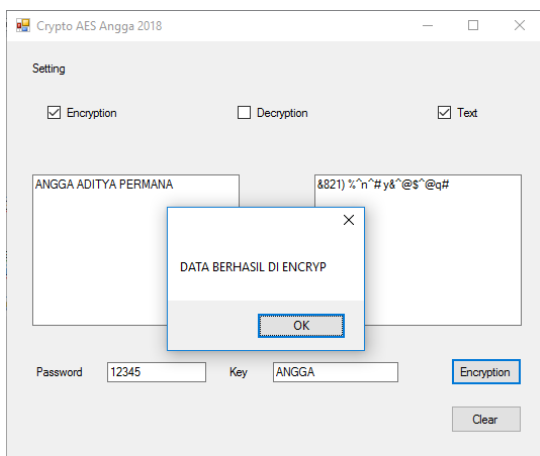 Crypto AES Angga 2018
Setting
Encryption Decryption Text
ANGGA ADITYA PERMANA &821) %^n^# y&^@$^@q#
DATA BERHASIL DI ENCRYP
OK
Password 12345 Key ANGGA Encryption
Clear